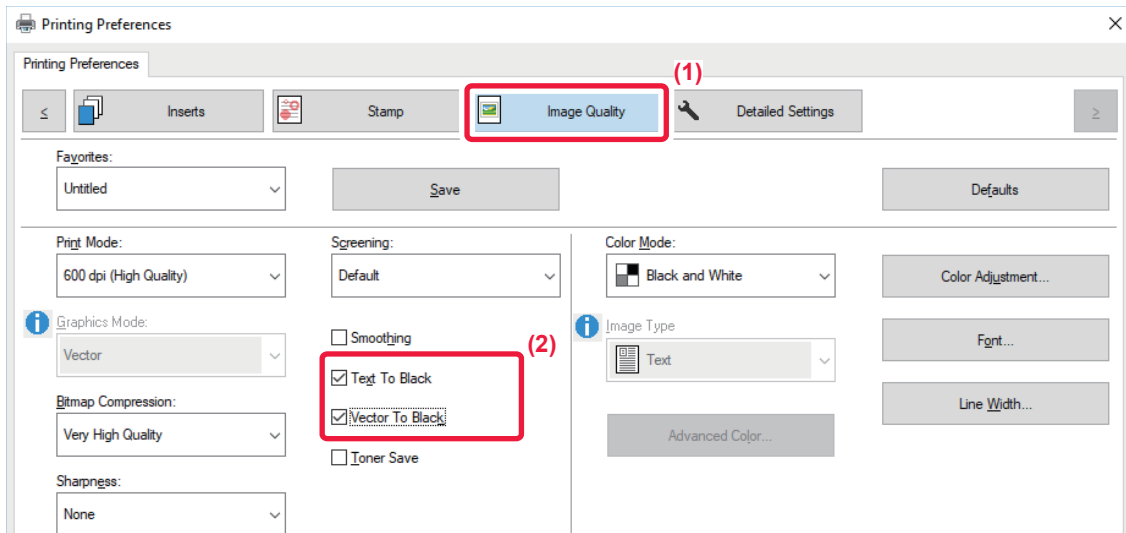 Printing Preferences
Printing Preferences
(1)
≤
Inserts
Stamp
Image Quality
Detailed Settings
≥
Favorites:
Untitled
Save
Defaults
Print Mode:
600 dpi (High Quality)
Screening:
Default
Color Mode:
Black and White
Color Adjustment...
Graphics Mode:
Vector
Smoothing
(2)
Image Type
Text
Font...
Text To Black
Bitmap Compression:
Very High Quality
Vector To Black
Line Width...
Advanced Color...
Toner Save
Sharpness:
None